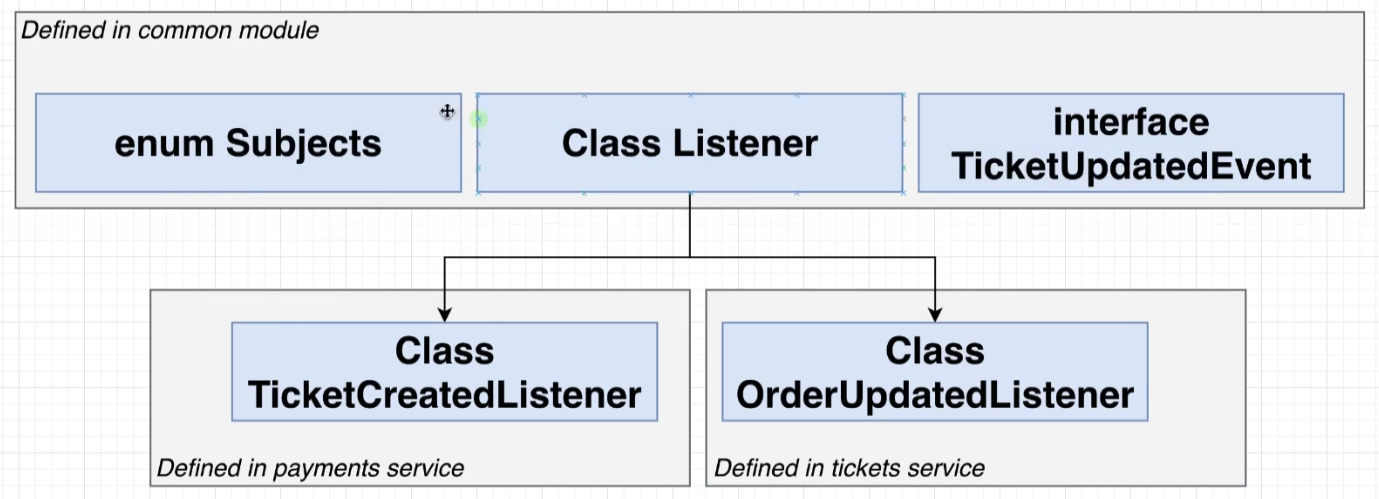 Defined in common module
enum Subjects
Class Listener
interface
TicketUpdatedEvent
Class
TicketCreatedListener
Defined in payments service
Class
OrderUpdatedListener
Defined in tickets service